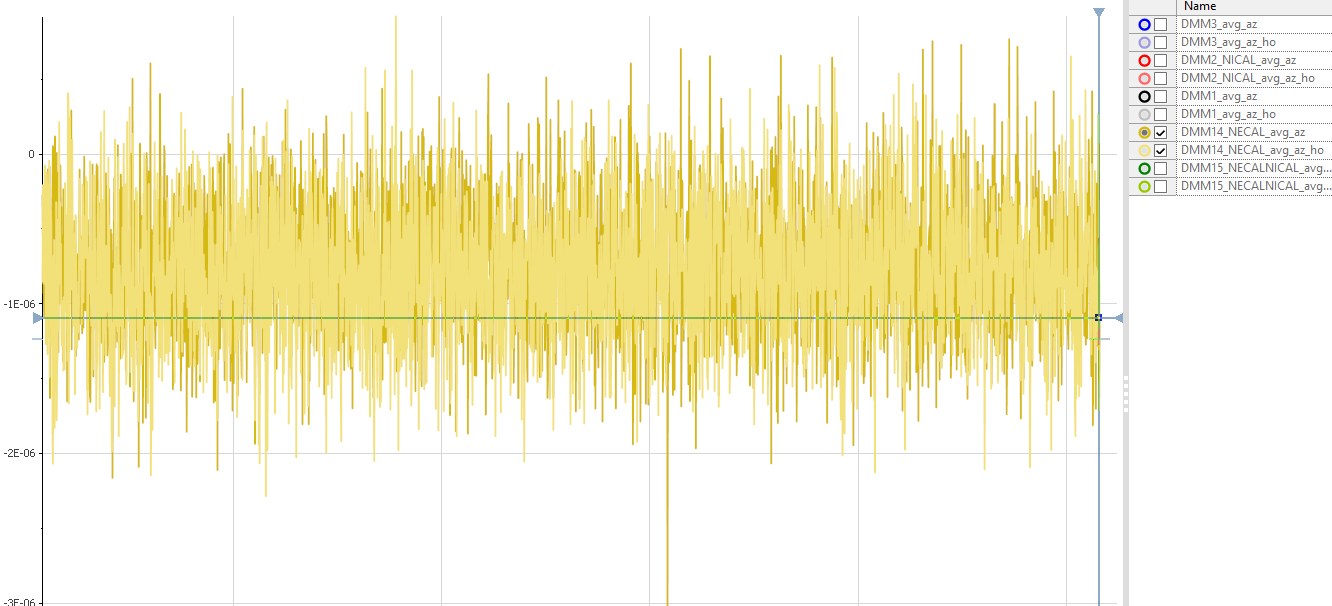 Name
DMM3_avg_az
DMM3_avg_az_ho
DMM2_NICAL_avg_az
DMM2_NICAL_avg_az_ho
DMM1_avg_az
DMM1_avg_az_ho
DMM14_NECAL_avg_az
DMM14_NECAL_avg_az_ho
DMM15_NECALNICAL_avg...
DMM15_NECALNICAL_avg...
0
-1E-06
-2E-06
-3E-06